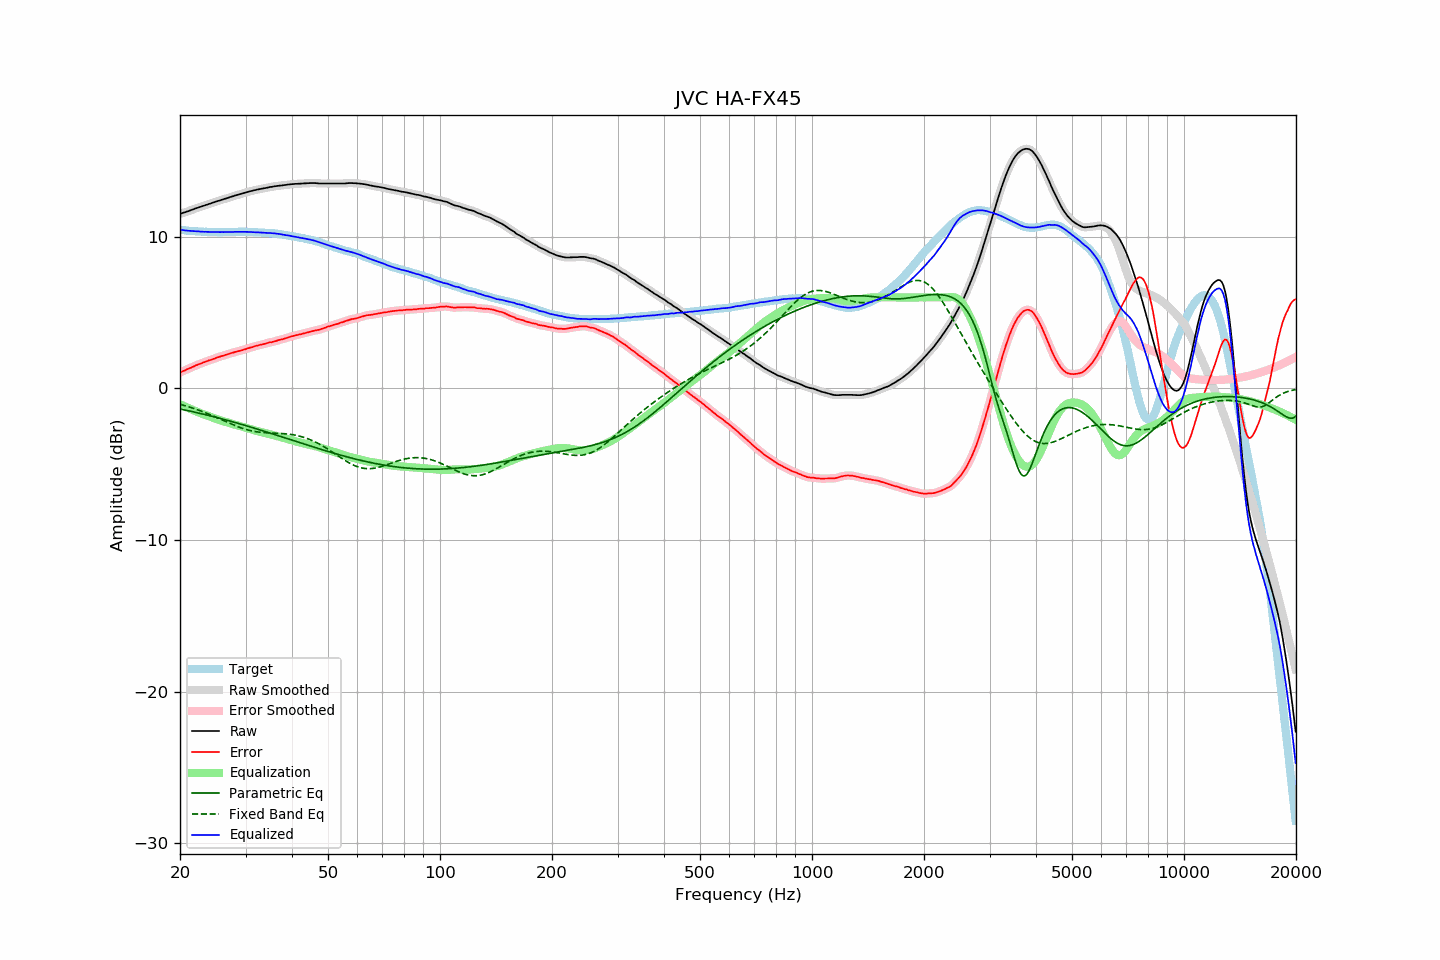 JVC HA-FX45
Amplitude (dBr)
10
0
−10
−20
−30
Target
Raw Smoothed
Error Smoothed
Raw
Error
Equalization
Parametric Eq
Fixed Band Eq
Equalized
20 50 100 200 500 1000 2000 5000 10000 20000
Frequency (Hz)